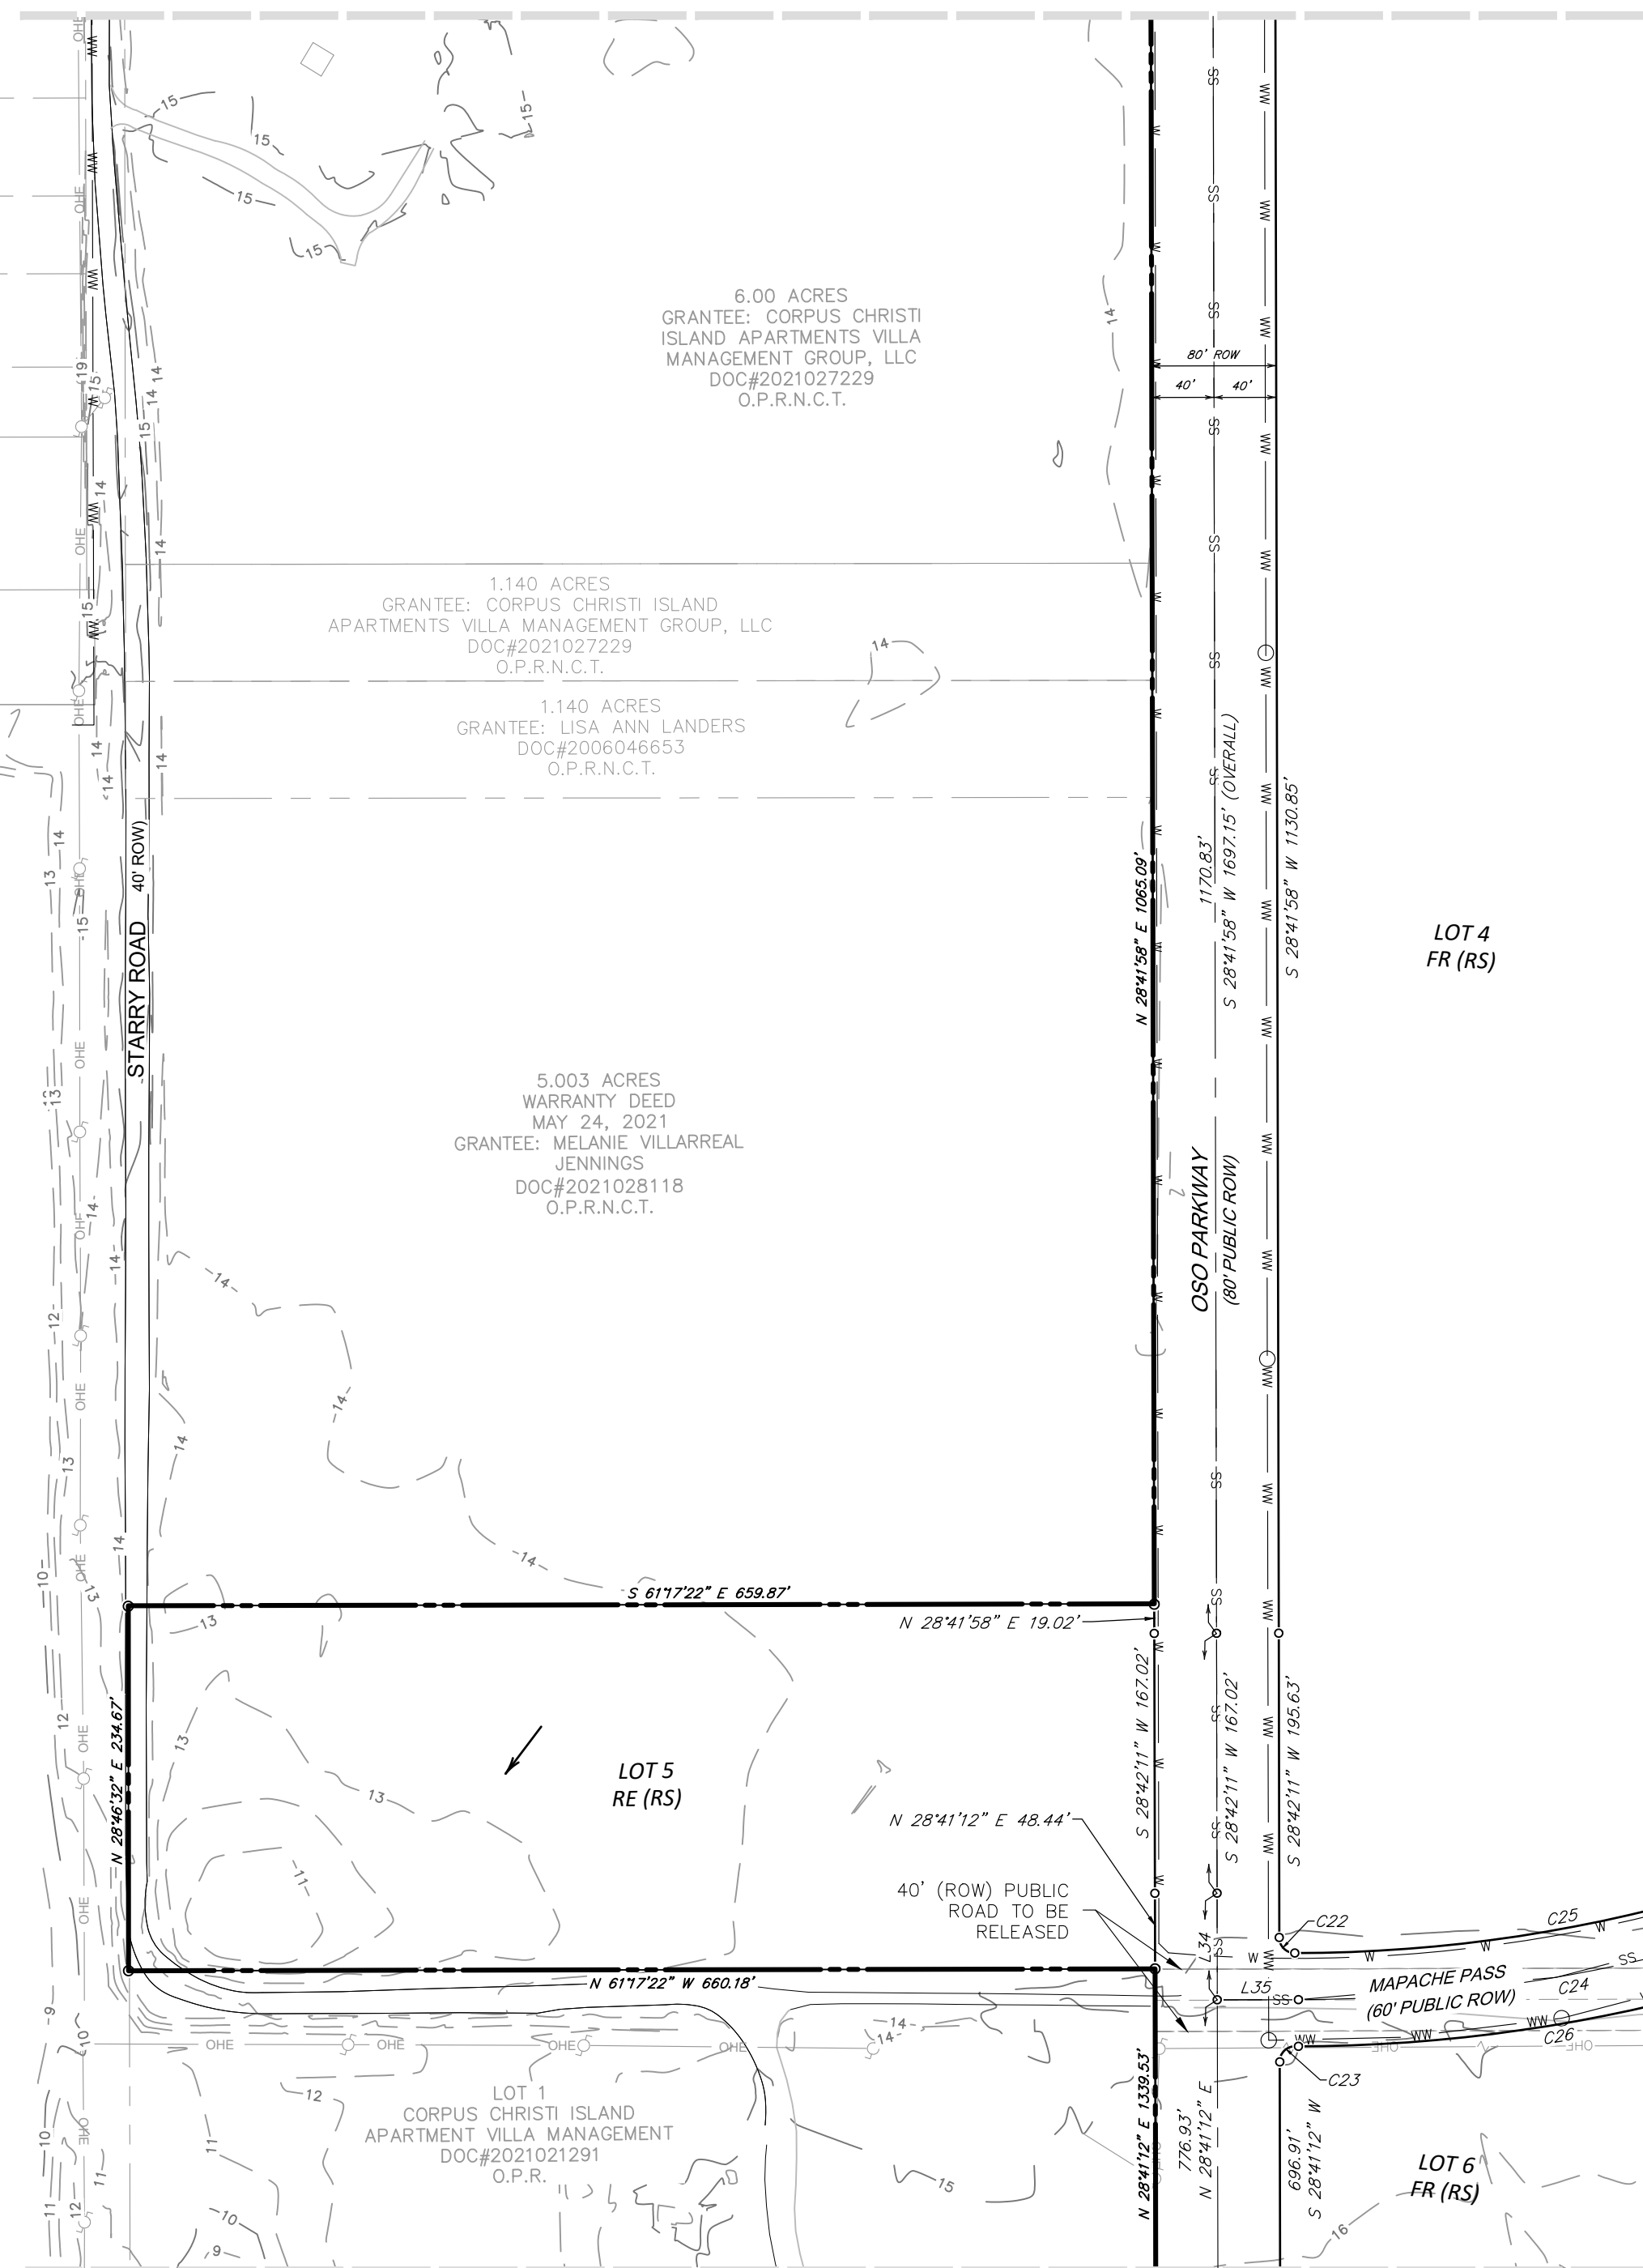 6.00 ACRES
GRANTEE: CORPUS CHRISTI
ISLAND APARTMENTS VILLA
MANAGEMENT GROUP, LLC
DOC#2021027229
O.P.R.N.C.T.
80' ROW
40'
40'
1.140 ACRES
GRANTEE: CORPUS CHRISTI ISLAND
APARTMENTS VILLA MANAGEMENT GROUP, LLC
DOC#2021027229
O.P.R.N.C.T.
1.140 ACRES
GRANTEE: LISA ANN LANDERS
DOC#2006046653
O.P.R.N.C.T.
STARRY ROAD 40' ROW)
N 28°41'58" E 1065.09'
1170.83'
S 28°41'58" W 1697.15' (OVERALL)
S 28°41'58" W 1130.85'
LOT 4
FR (RS)
5.003 ACRES
WARRANTY DEED
MAY 24, 2021
GRANTEE: MELANIE VILLARREAL
JENNINGS
DOC#2021028118
O.P.R.N.C.T.
OSO PARKWAY
(80' PUBLIC ROW)
S 61°17'22" E 659.87'
N 28°41'58" E 19.02'
N 28°46'32" E 234.67'
LOT 5
RE (RS)
S 28°42'11" W 167.02'
S 28°42'11" W 167.02'
S 28°42'11" W 195.63'
N 28°41'12" E 48.44'
40' (ROW) PUBLIC
ROAD TO BE
RELEASED
L34
C22
C25
N 61°17'22" W 660.18'
L35
MAPACHE PASS
(60' PUBLIC ROW)
C24
C26
C23
LOT 1
CORPUS CHRISTI ISLAND
APARTMENT VILLA MANAGEMENT
DOC#2021021291
O.P.R.
N 28°41'12" E 1339.53'
776.93'
N 28°41'12" E
696.91'
S 28°41'12" W
LOT 6
FR (RS)